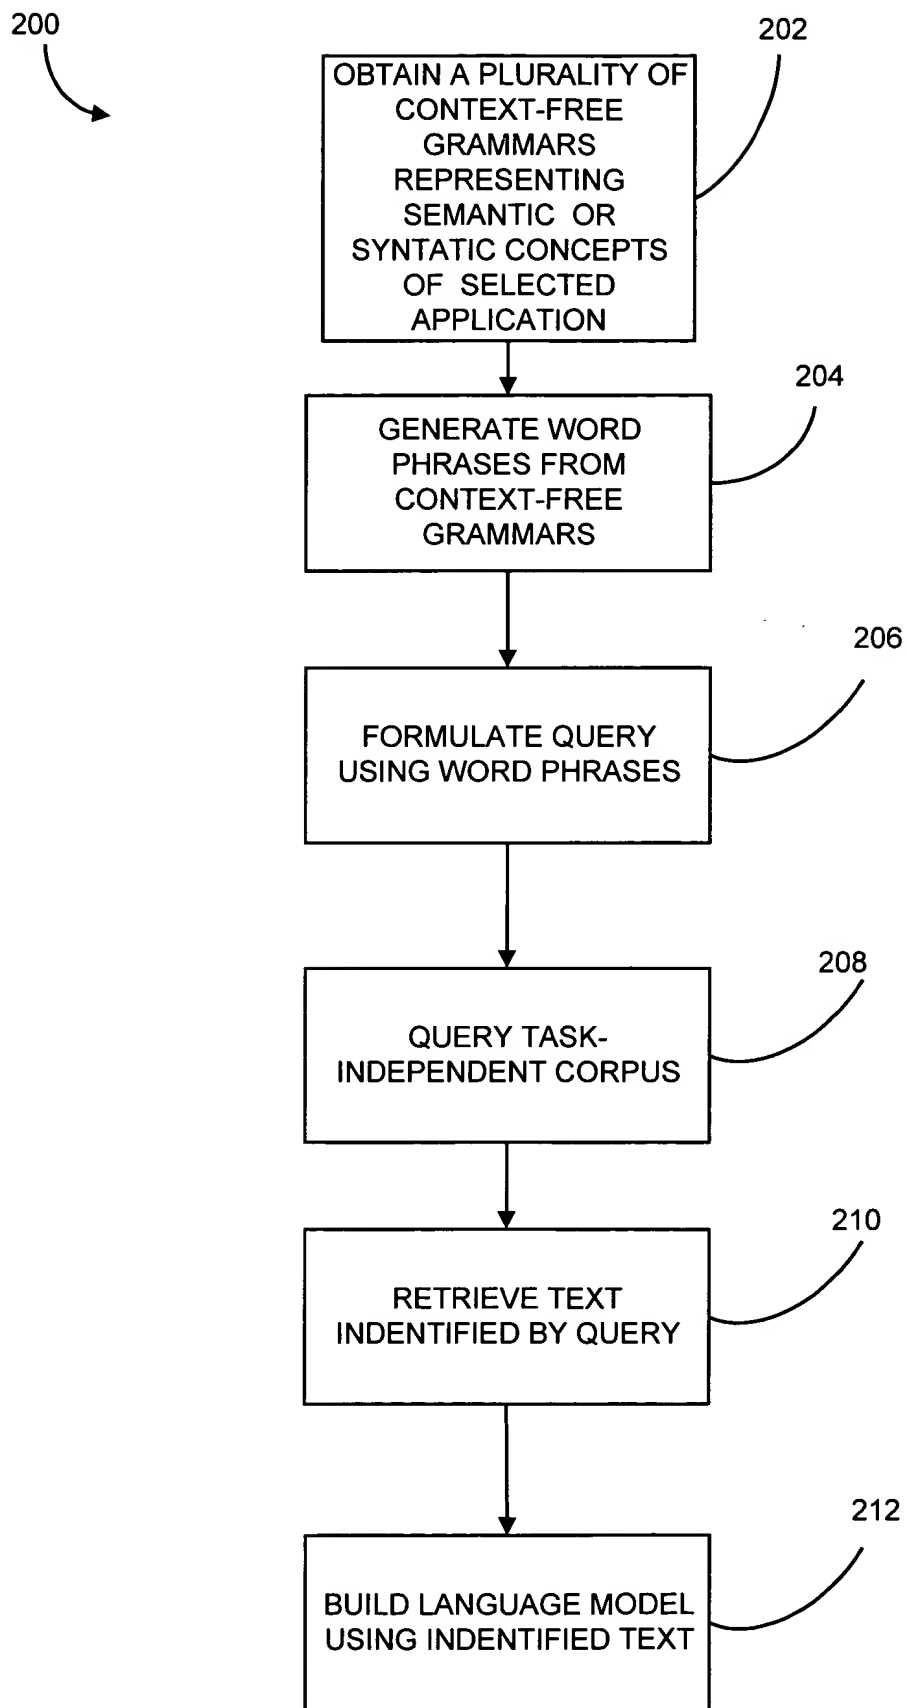 200
202
OBTAIN A PLURALITY OF
CONTEXT-FREE
GRAMMARS
REPRESENTING
SEMANTIC OR
SYNTATIC CONCEPTS
OF SELECTED
APPLICATION
204
GENERATE WORD
PHRASES FROM
CONTEXT-FREE
GRAMMARS
206
FORMULATE QUERY
USING WORD PHRASES
208
QUERY TASK-
INDEPENDENT CORPUS
210
RETRIEVE TEXT
INDENTIFIED BY QUERY
212
BUILD LANGUAGE MODEL
USING INDENTIFIED TEXT